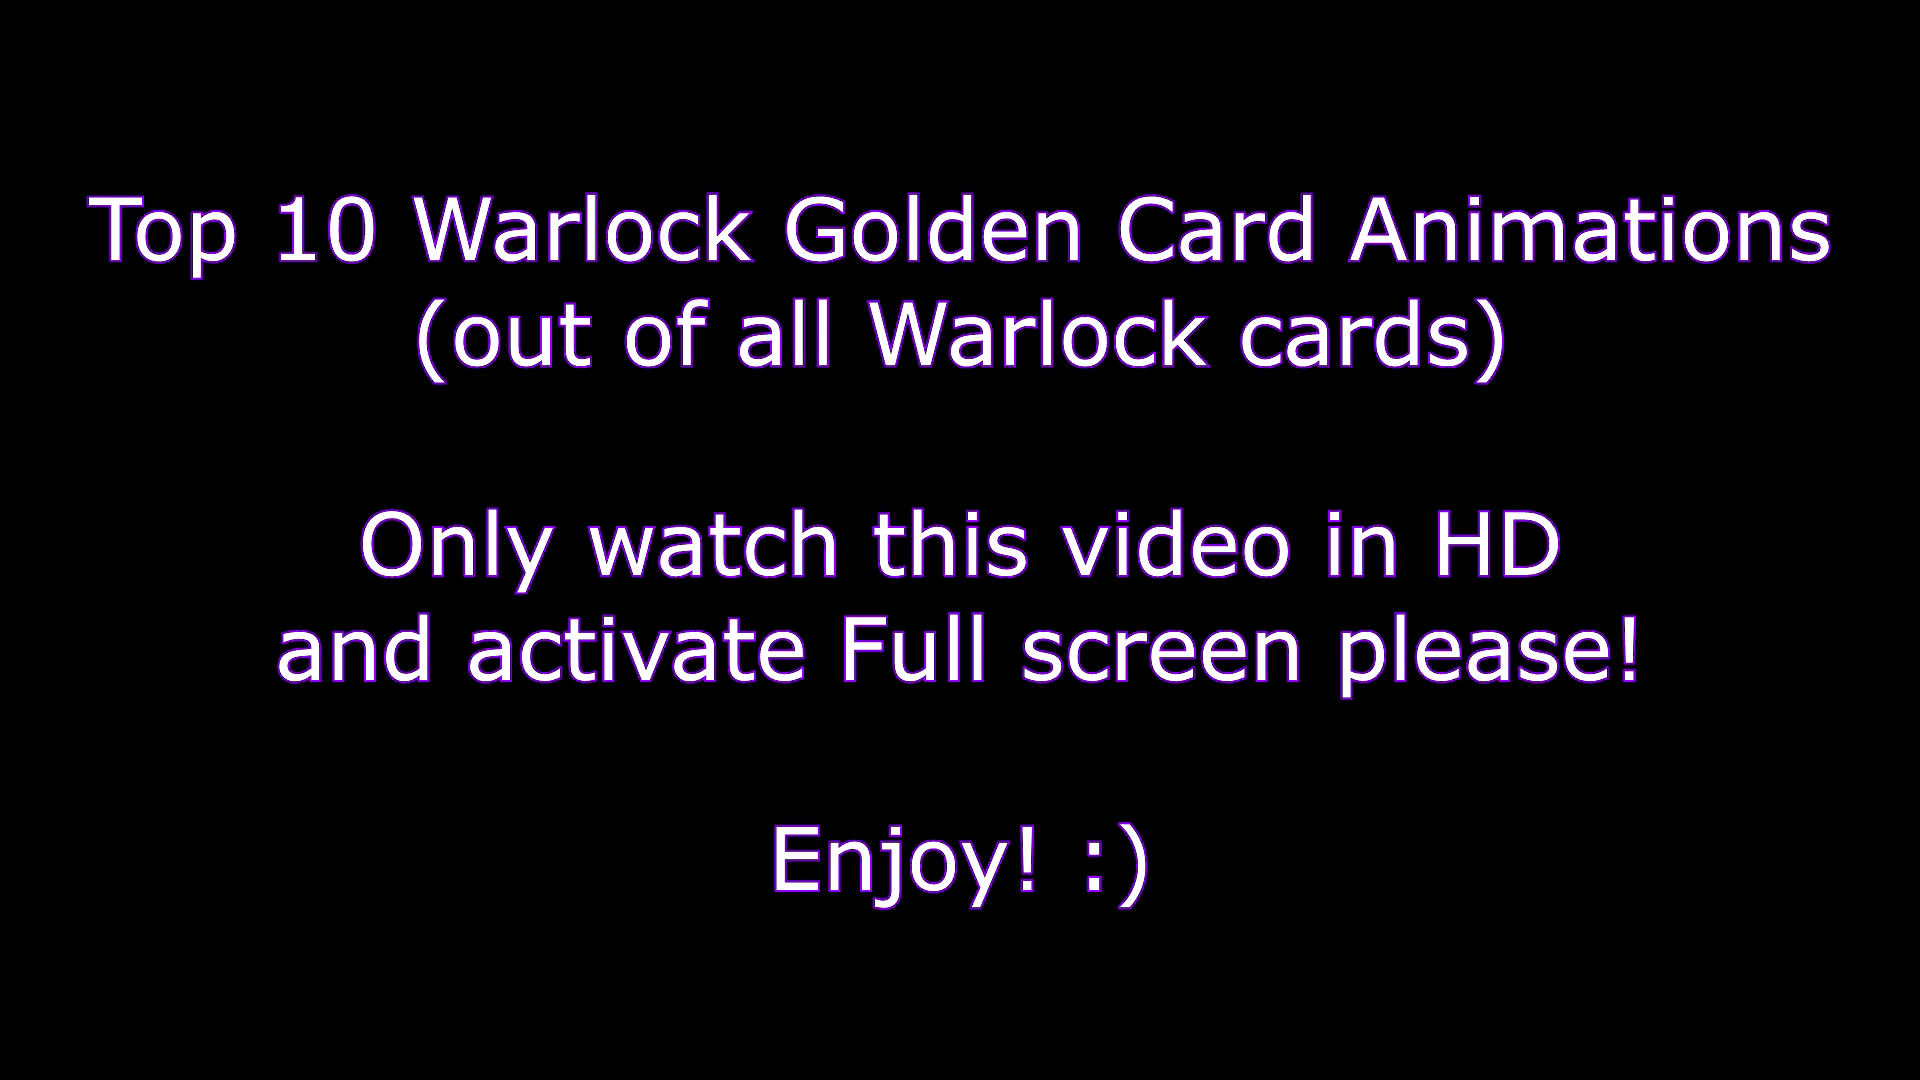 Top 10 Warlock Golden Card Animations
(out of all Warlock cards)
Only watch this video in HD
and activate Full screen please!
Enjoy! :)